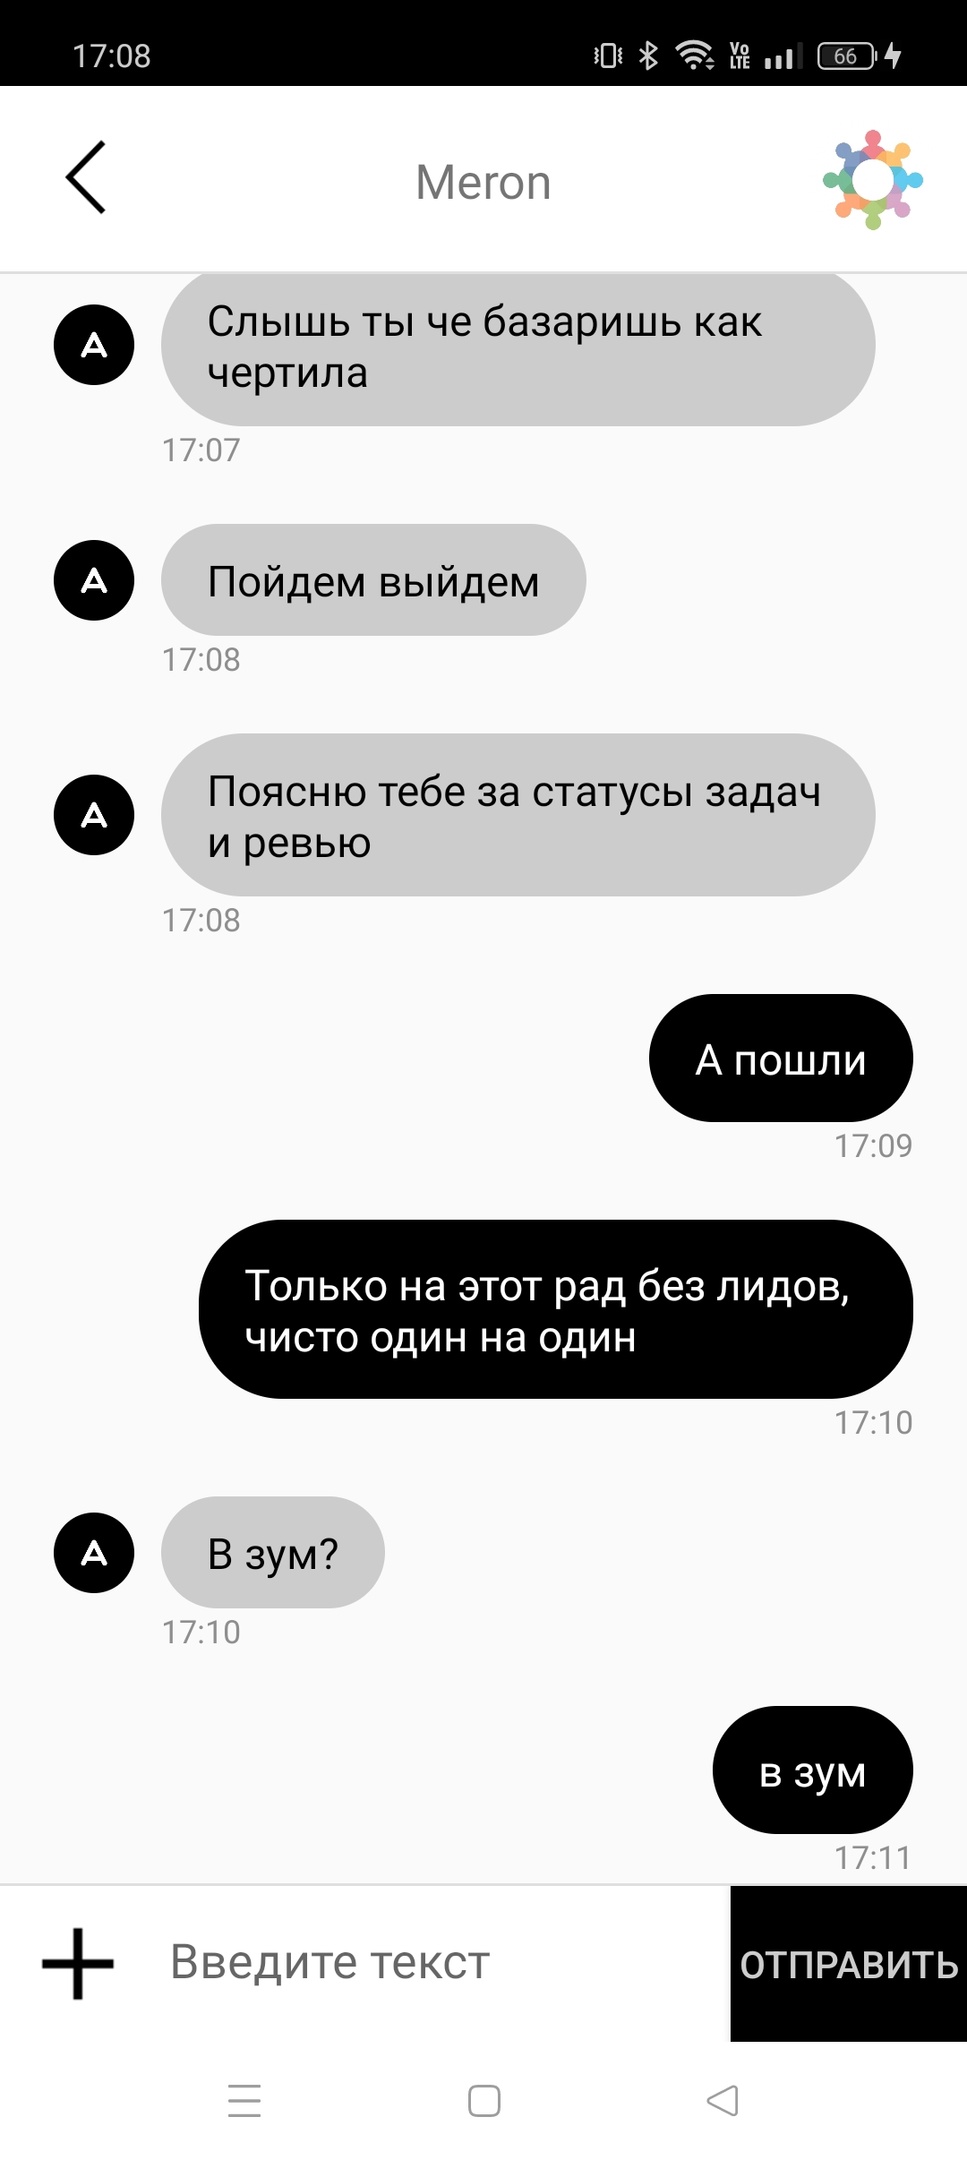 17:08
Vo
LTE
66
Meron
Слышь ты че базаришь как
чертила
A
17:07
Пойдем выйдем
A
17:08
Поясню тебе за статусы задач
и ревью
A
17:08
А пошли
17:09
Только на этот рад без лидов,
чисто один на один
17:10
В зум?
A
17:10
в зум
17:11
Введите текст
ОТПРАВИТЬ